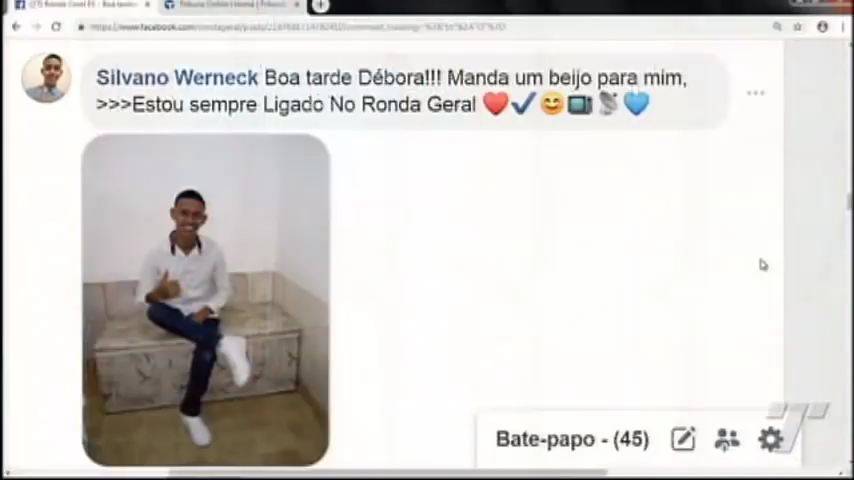 Silvano Werneck Boa tarde Débora!!! Manda um beijo para mim,
>>>Estou sempre Ligado No Ronda Geral ❤️✔️😊📺📡💙
Bate-papo - (45)